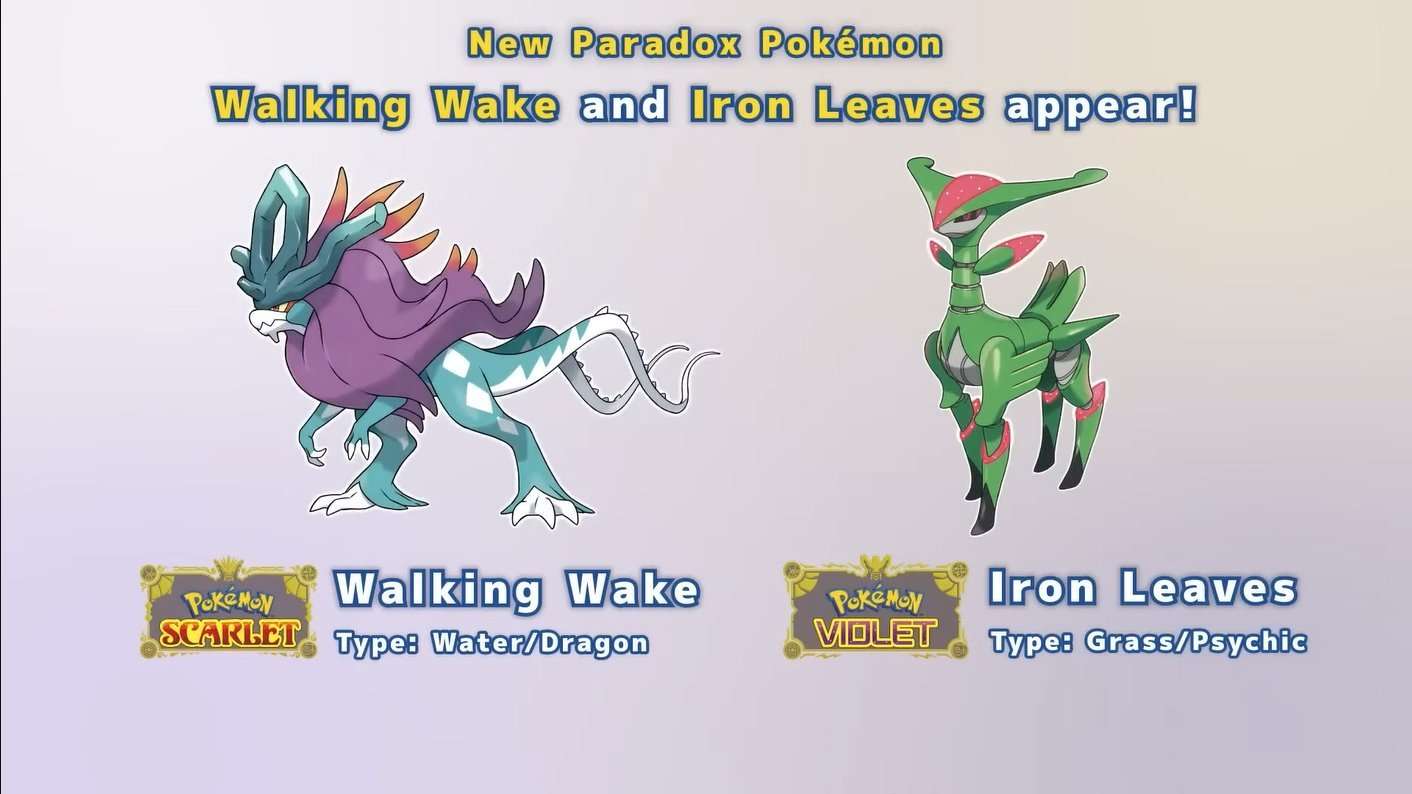 New Paradox Pokémon
Walking Wake and Iron Leaves appear!
POKéMON
SCARLET
Walking Wake
Type: Water/Dragon
POKéMON
VIOLET
Iron Leaves
Type: Grass/Psychic